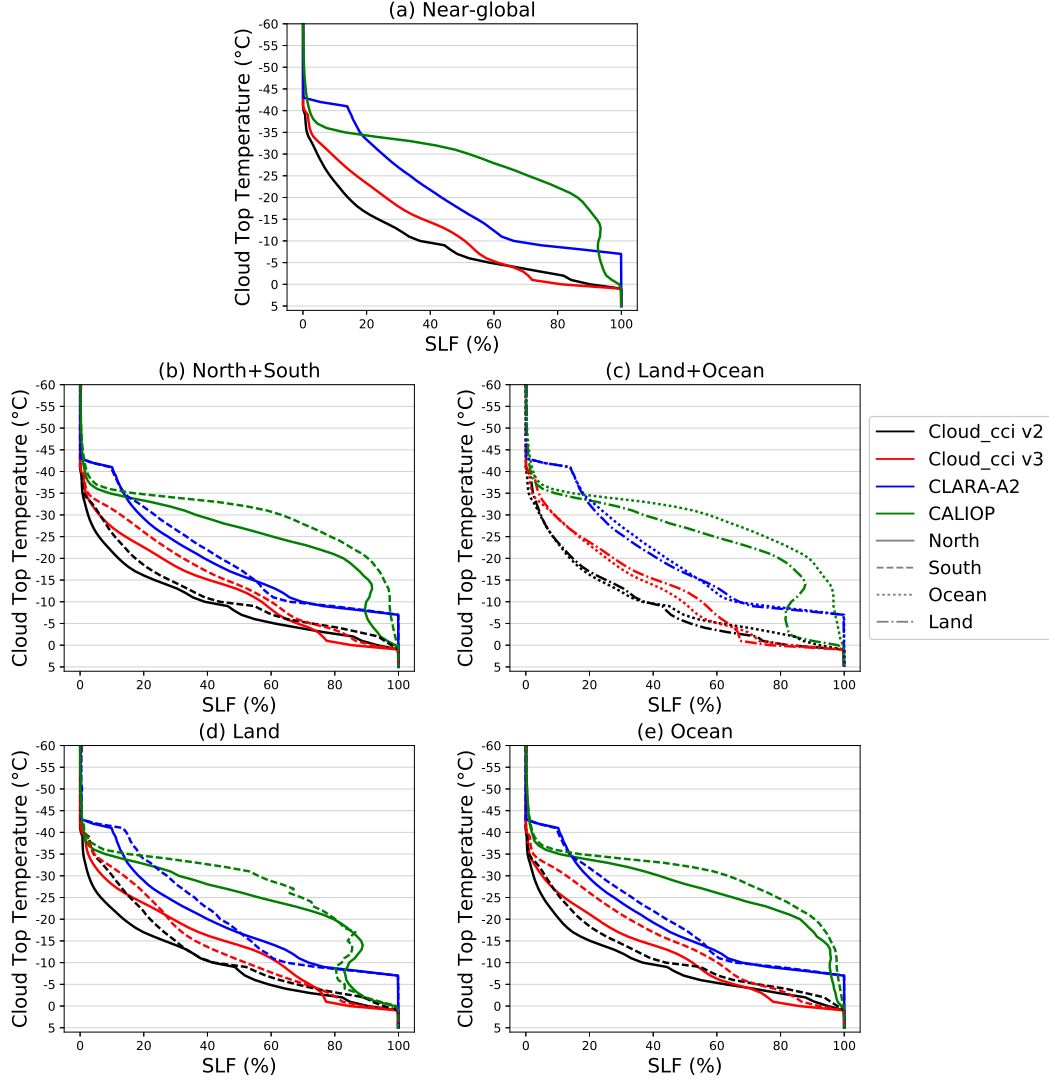 (a) Near-global
Cloud Top Temperature (°C)
-60
-55
-50
-45
-40
-35
-30
-25
-20
-15
-10
-5
0
5
0 20 40 60 80 100
SLF (%)
(b) North+South
Cloud Top Temperature (°C)
-60
-55
-50
-45
-40
-35
-30
-25
-20
-15
-10
-5
0
5
0 20 40 60 80 100
SLF (%)
(c) Land+Ocean
Cloud Top Temperature (°C)
-60
-55
-50
-45
-40
-35
-30
-25
-20
-15
-10
-5
0
5
0 20 40 60 80 100
SLF (%)
Cloud_cci v2
Cloud_cci v3
CLARA-A2
CALIOP
North
South
Ocean
Land
(d) Land
Cloud Top Temperature (°C)
-60
-55
-50
-45
-40
-35
-30
-25
-20
-15
-10
-5
0
5
0 20 40 60 80 100
SLF (%)
(e) Ocean
Cloud Top Temperature (°C)
-60
-55
-50
-45
-40
-35
-30
-25
-20
-15
-10
-5
0
5
0 20 40 60 80 100
SLF (%)